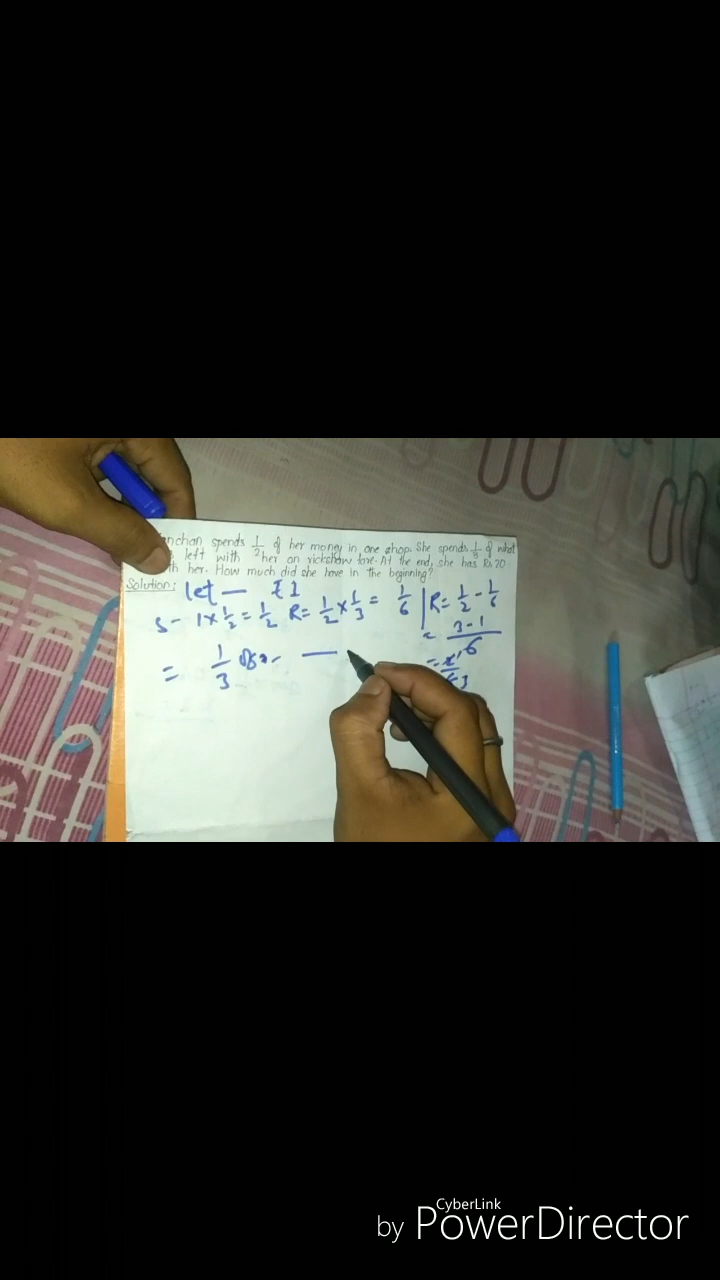 nchan spends 1/2 of her money in one shop. She spends 1/3 of what
left with her on rickshaw fare. At the end, she has Rs 20
th her. How much did she have in the beginning?
Solution:
let — ₹1
S - 1 × 1/2 = 1/2 R = 1/2 × 1/3 = 1/6 | R = 1/2 - 1/6
= 3 - 1 / 6
= 1/3
CyberLink
by PowerDirector